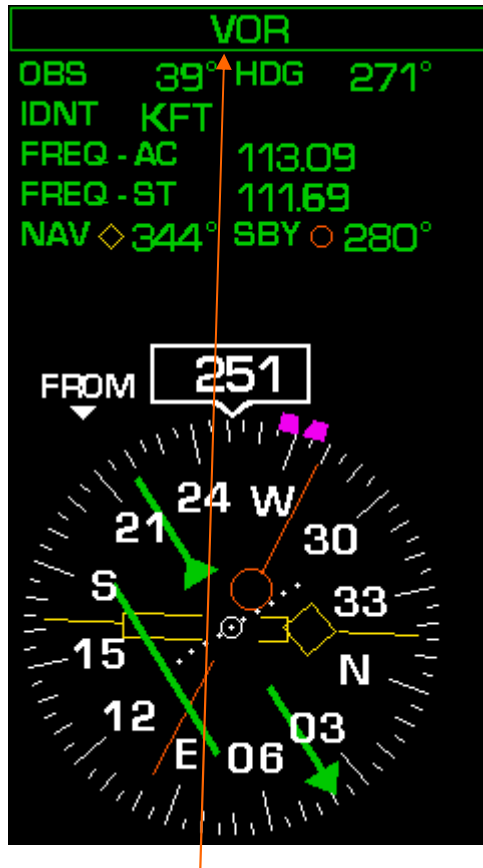 VOR
OBS 39° HDG 271°
IDNT KFT
FREQ - AC 113.09
FREQ - ST 111.69
NAV ◇ 344° SBY ○ 280°
FROM 251
24 W
21 30
S 33
15 N
12 03
E 06